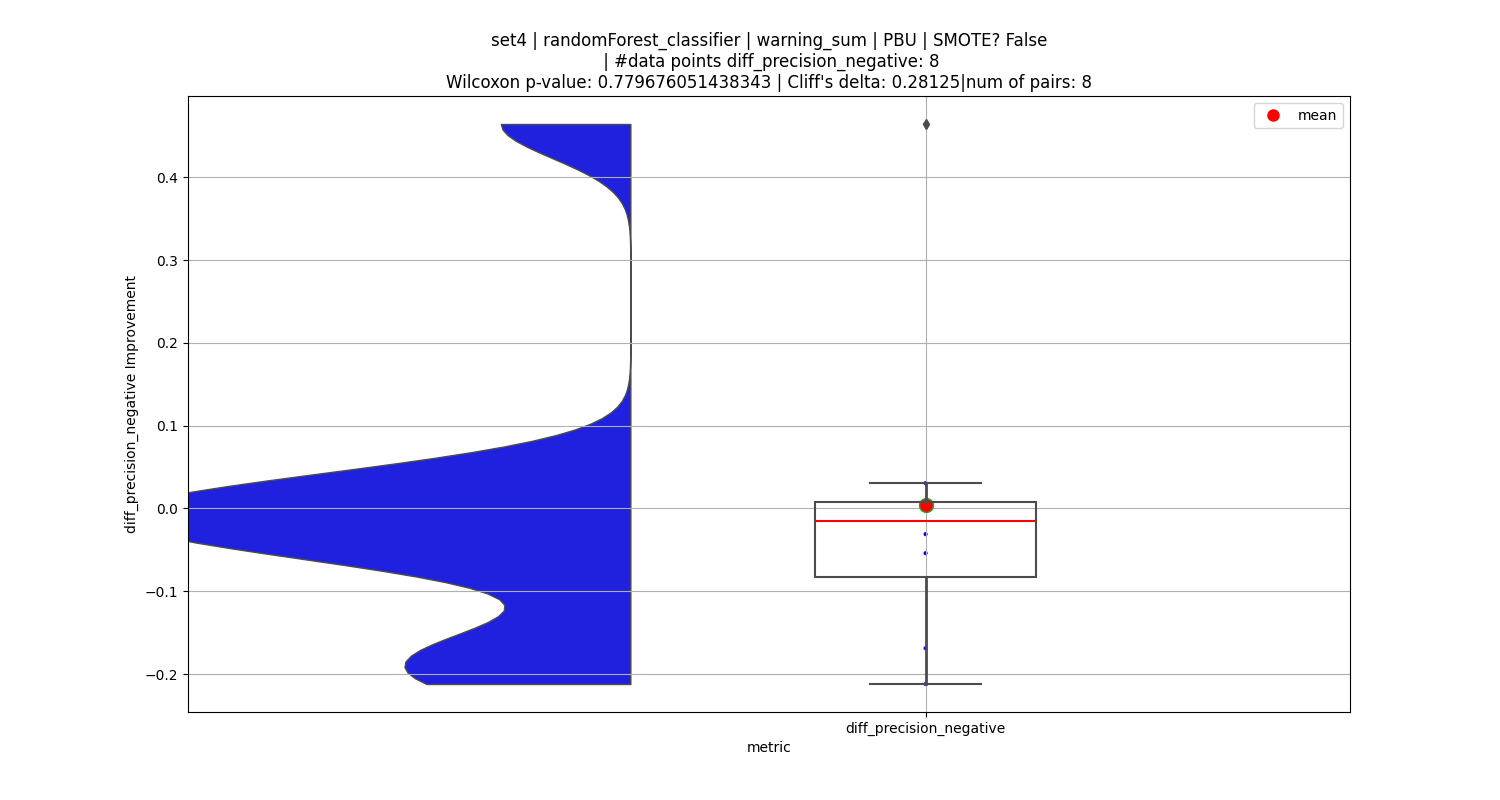 set4 | randomForest_classifier | warning_sum | PBU | SMOTE? False
| #data points diff_precision_negative: 8
Wilcoxon p-value: 0.779676051438343 | Cliff's delta: 0.28125|num of pairs: 8
mean
0.4
0.3
0.2
0.1
0.0
−0.1
−0.2
diff_precision_negative Improvement
diff_precision_negative
metric